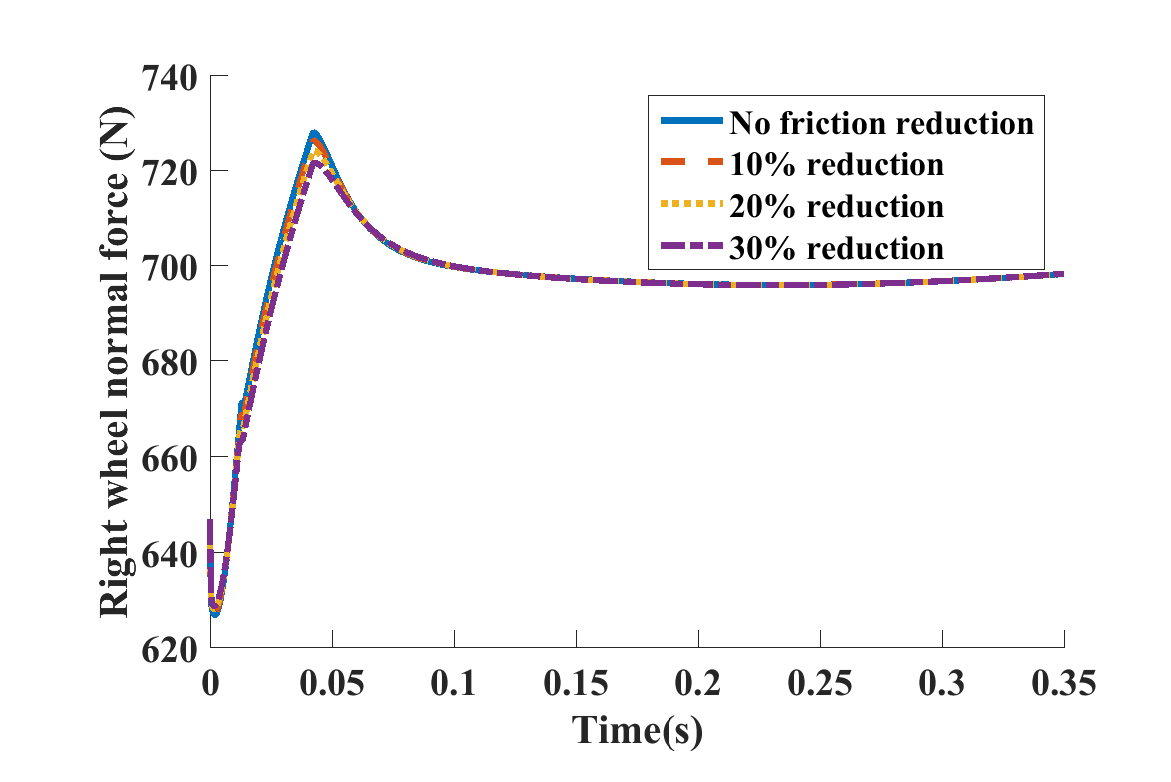 Right wheel normal force (N)
740
720
700
680
660
640
620
No friction reduction
10% reduction
20% reduction
30% reduction
0 0.05 0.1 0.15 0.2 0.25 0.3 0.35
Time(s)